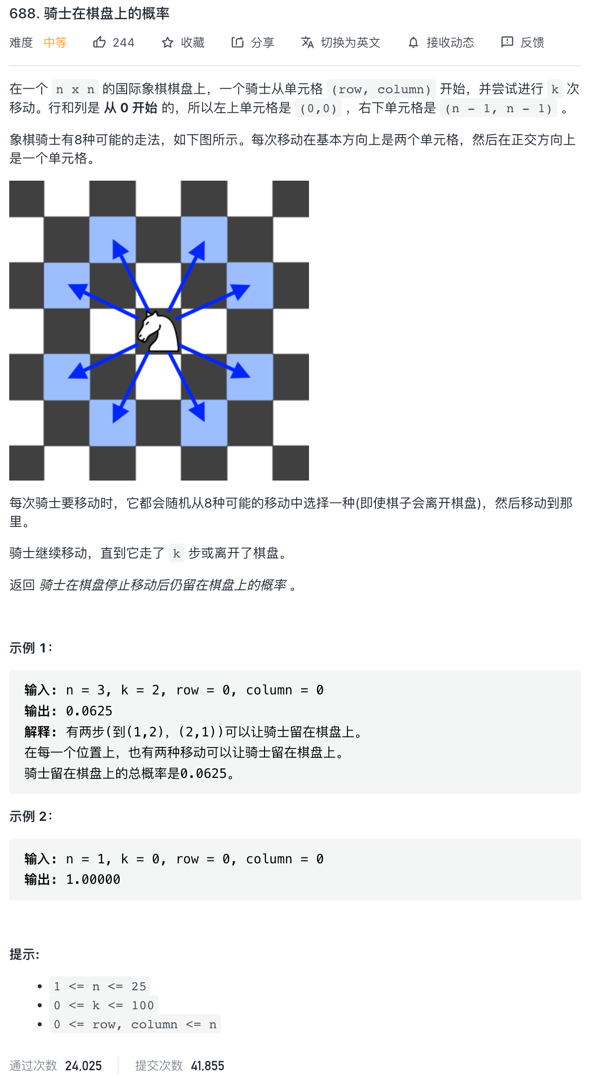 688. 骑士在棋盘上的概率
难度 中等 244 收藏 分享 切换为英文 接收动态 反馈
在一个 n x n 的国际象棋棋盘上，一个骑士从单元格 (row, column) 开始，并尝试进行 k 次
移动。行和列是 从 0 开始 的，所以左上单元格是 (0,0) ，右下单元格是 (n - 1, n - 1) 。
象棋骑士有8种可能的走法，如下图所示。每次移动在基本方向上是两个单元格，然后在正交方向上
是一个单元格。
每次骑士要移动时，它都会随机从8种可能的移动中选择一种(即使棋子会离开棋盘)，然后移动到那
里。
骑士继续移动，直到它走了 k 步或离开了棋盘。
返回 骑士在棋盘停止移动后仍留在棋盘上的概率 。
示例 1：
输入: n = 3, k = 2, row = 0, column = 0
输出: 0.0625
解释: 有两步(到(1,2)，(2,1))可以让骑士留在棋盘上。
在每一个位置上，也有两种移动可以让骑士留在棋盘上。
骑士留在棋盘上的总概率是0.0625。
示例 2：
输入: n = 1, k = 0, row = 0, column = 0
输出: 1.00000
提示:
• 1 <= n <= 25
• 0 <= k <= 100
• 0 <= row, column <= n
通过次数 24,025 提交次数 41,855